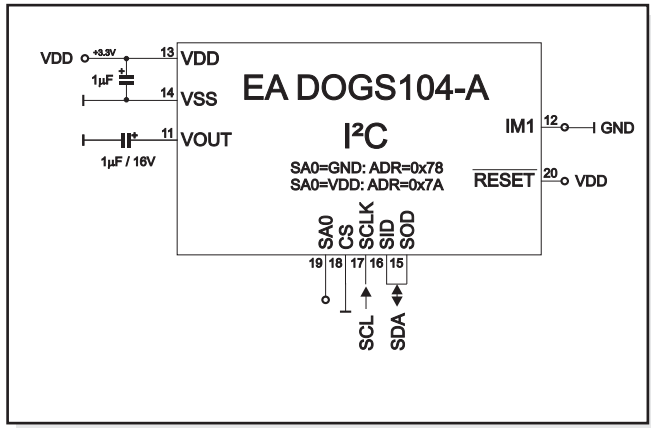 VDD +3.3V 13 VDD
1µF
14 VSS
11 VOUT
1µF / 16V
EA DOGS104-A
I²C
SA0=GND: ADR=0x78
SA0=VDD: ADR=0x7A
IM1 12 GND
RESET 20 VDD
SA0 CS SCLK SID SOD
19 18 17 16 15
SCL SDA